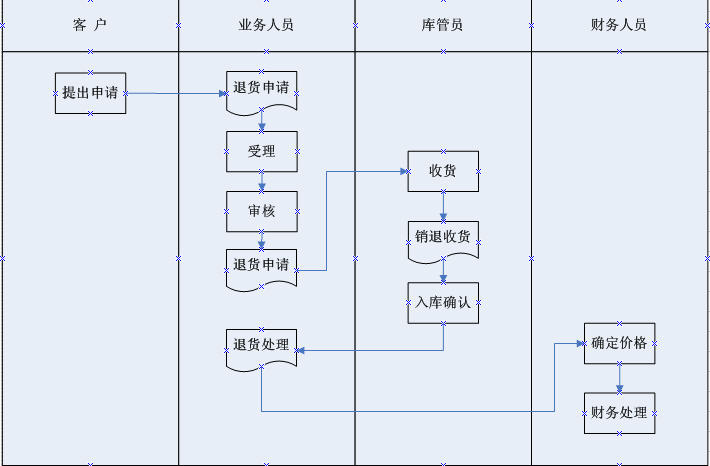 客 户
业务人员
库管员
财务人员
提出申请
退货申请
受理
审核
退货申请
收货
销退收货
入库确认
退货处理
确定价格
财务处理